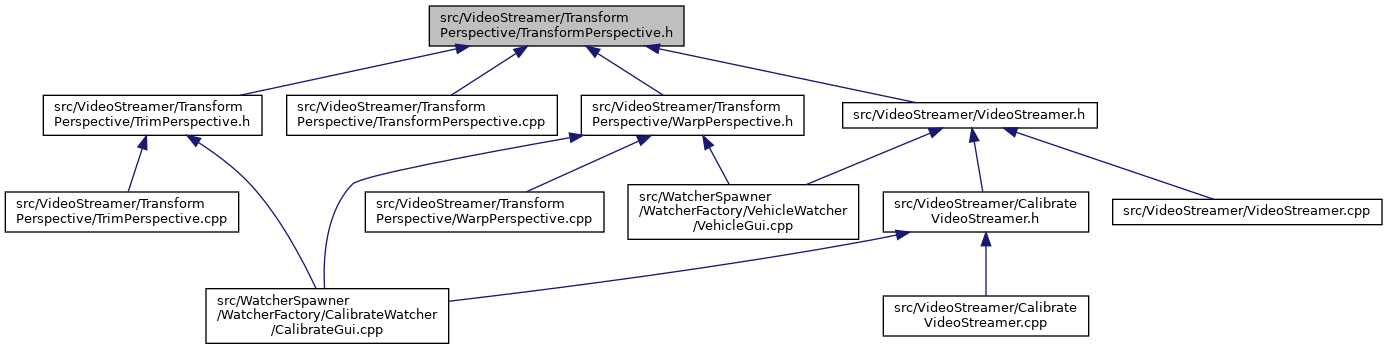 src/VideoStreamer/Transform
Perspective/TransformPerspective.h
src/VideoStreamer/Transform
Perspective/TrimPerspective.h
src/VideoStreamer/Transform
Perspective/TransformPerspective.cpp
src/VideoStreamer/Transform
Perspective/WarpPerspective.h
src/VideoStreamer/VideoStreamer.h
src/VideoStreamer/Transform
Perspective/TrimPerspective.cpp
src/VideoStreamer/Transform
Perspective/WarpPerspective.cpp
src/WatcherSpawner
/WatcherFactory/VehicleWatcher
/VehicleGui.cpp
src/VideoStreamer/Calibrate
VideoStreamer.h
src/VideoStreamer/VideoStreamer.cpp
src/WatcherSpawner
/WatcherFactory/CalibrateWatcher
/CalibrateGui.cpp
src/VideoStreamer/Calibrate
VideoStreamer.cpp